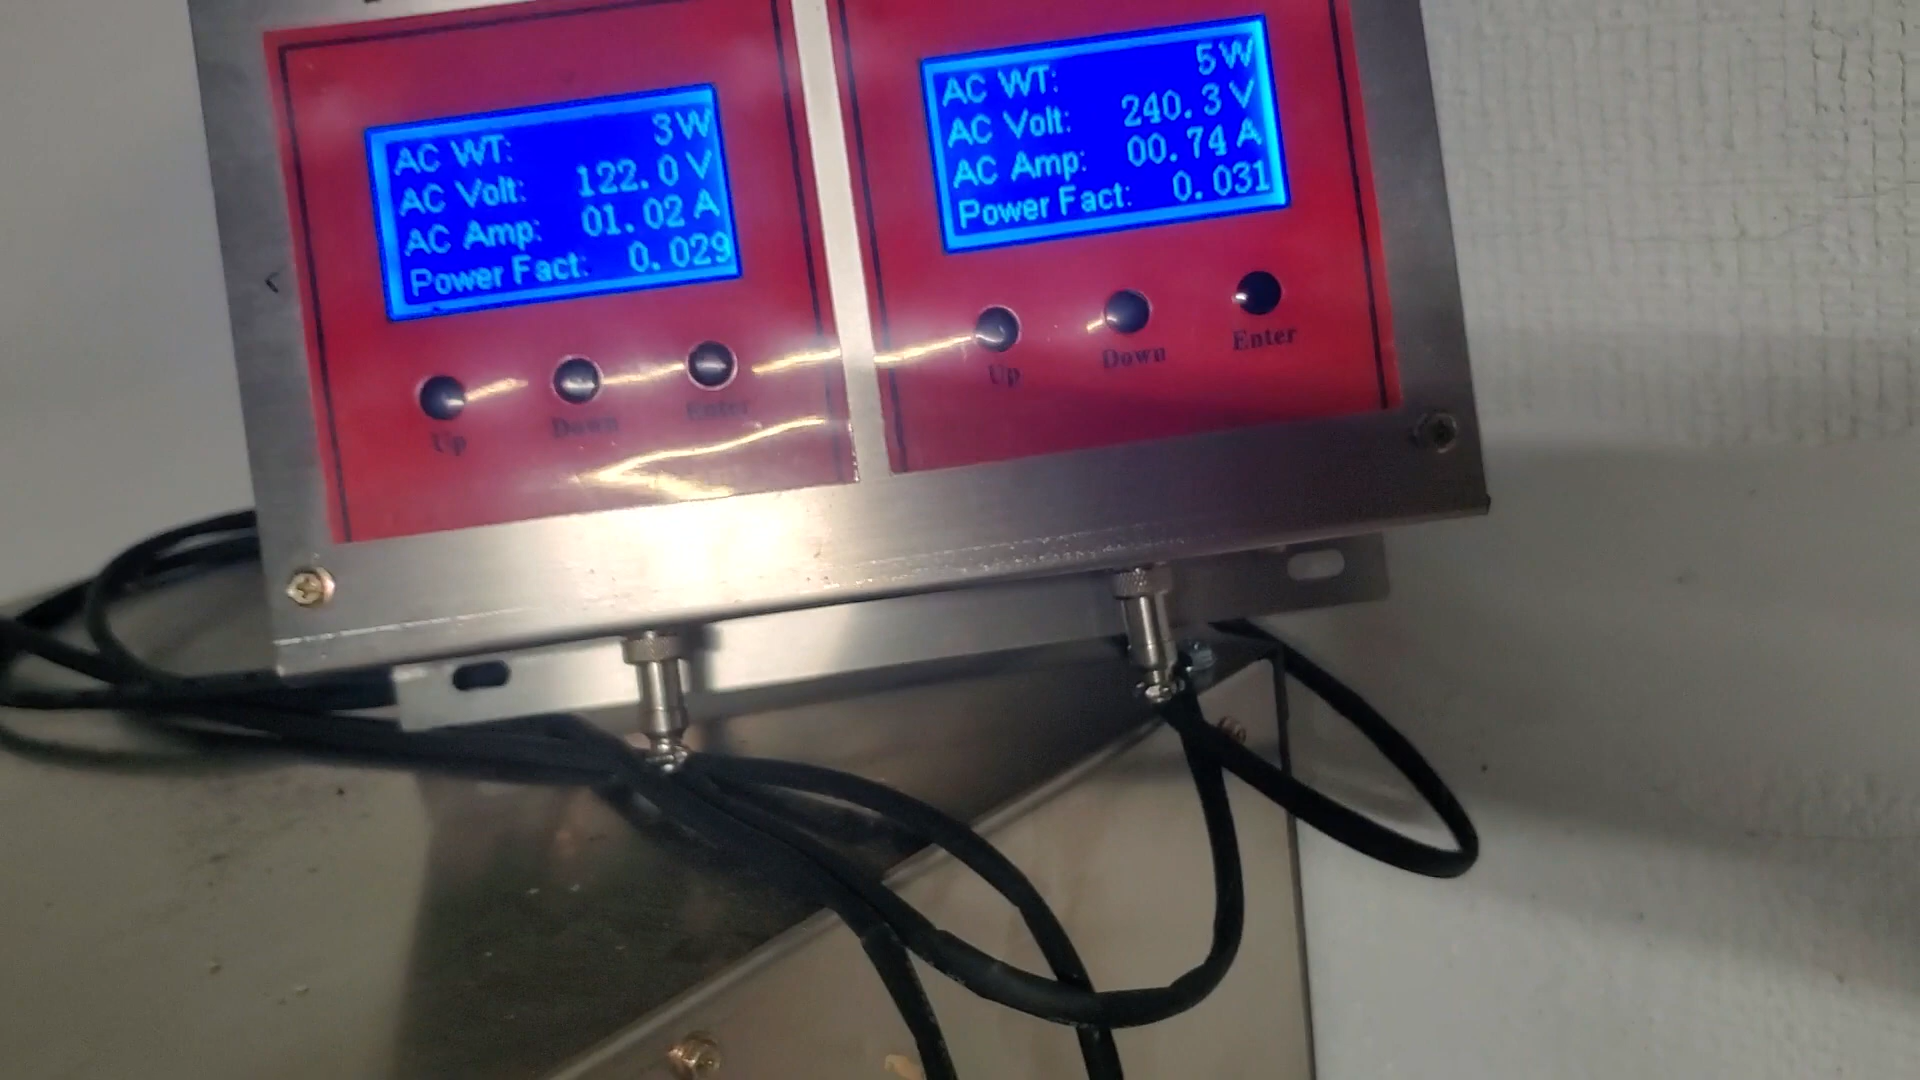 AC WT: 3W
AC Volt: 122.0 V
AC Amp: 01.02 A
Power Fact: 0.029
Up Down Enter
AC WT: 5W
AC Volt: 240.3 V
AC Amp: 00.74 A
Power Fact: 0.031
Up Down Enter